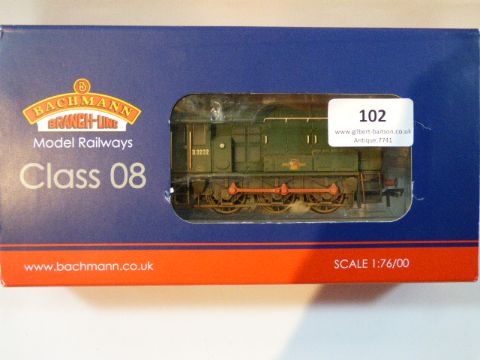 BACHMANN
BRANCH-LINE
Model Railways
Class 08
D3232
102
www.gilbert-baitson.co.uk
Antique 7741
www.bachmann.co.uk
SCALE 1:76/00